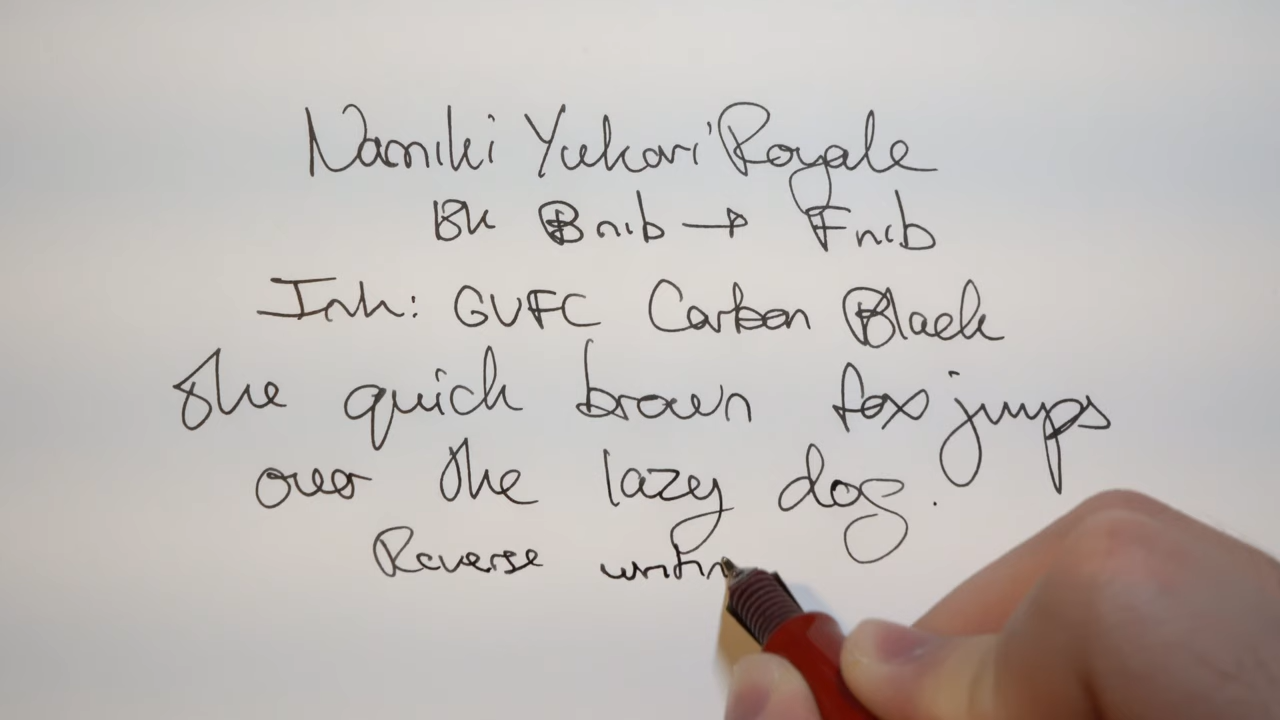 Namiki Yukari Royale
18k B nib → F nib
Ink: GVFC Carbon Black
The quick brown fox jumps
over the lazy dog.
Reverse writin